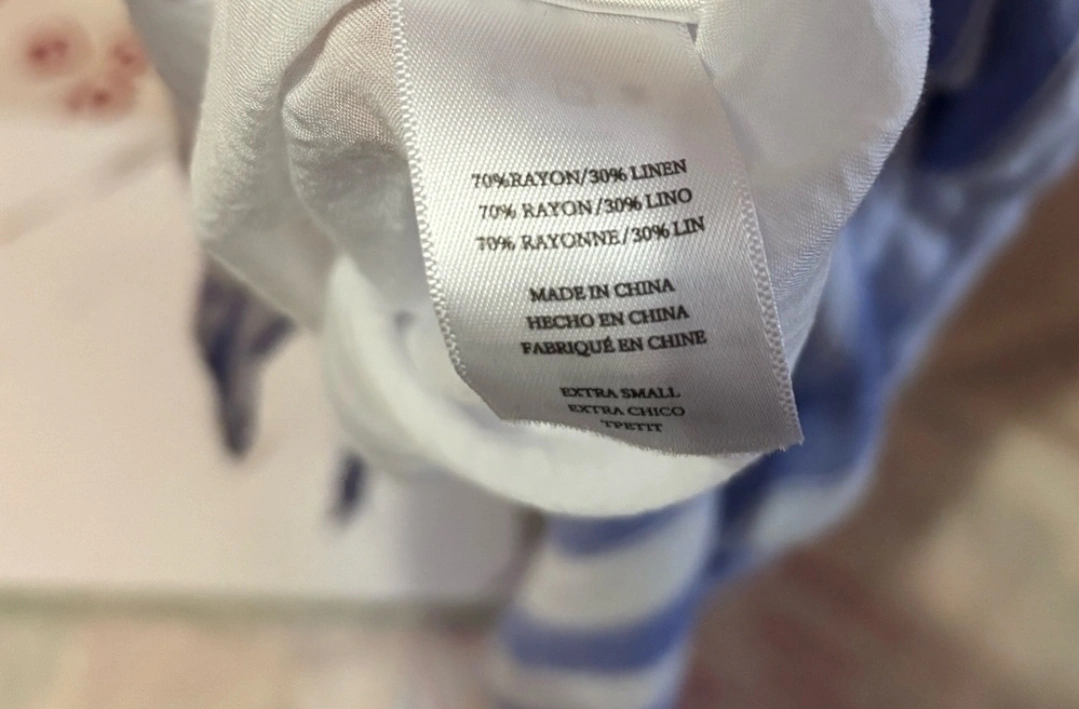 70%RAYON/30% LINEN
70% RAYON/30% LINO
70% RAYONNE/30% LIN
MADE IN CHINA
HECHO EN CHINA
FABRIQUÉ EN CHINE
EXTRA SMALL
EXTRA CHICO
TPETIT